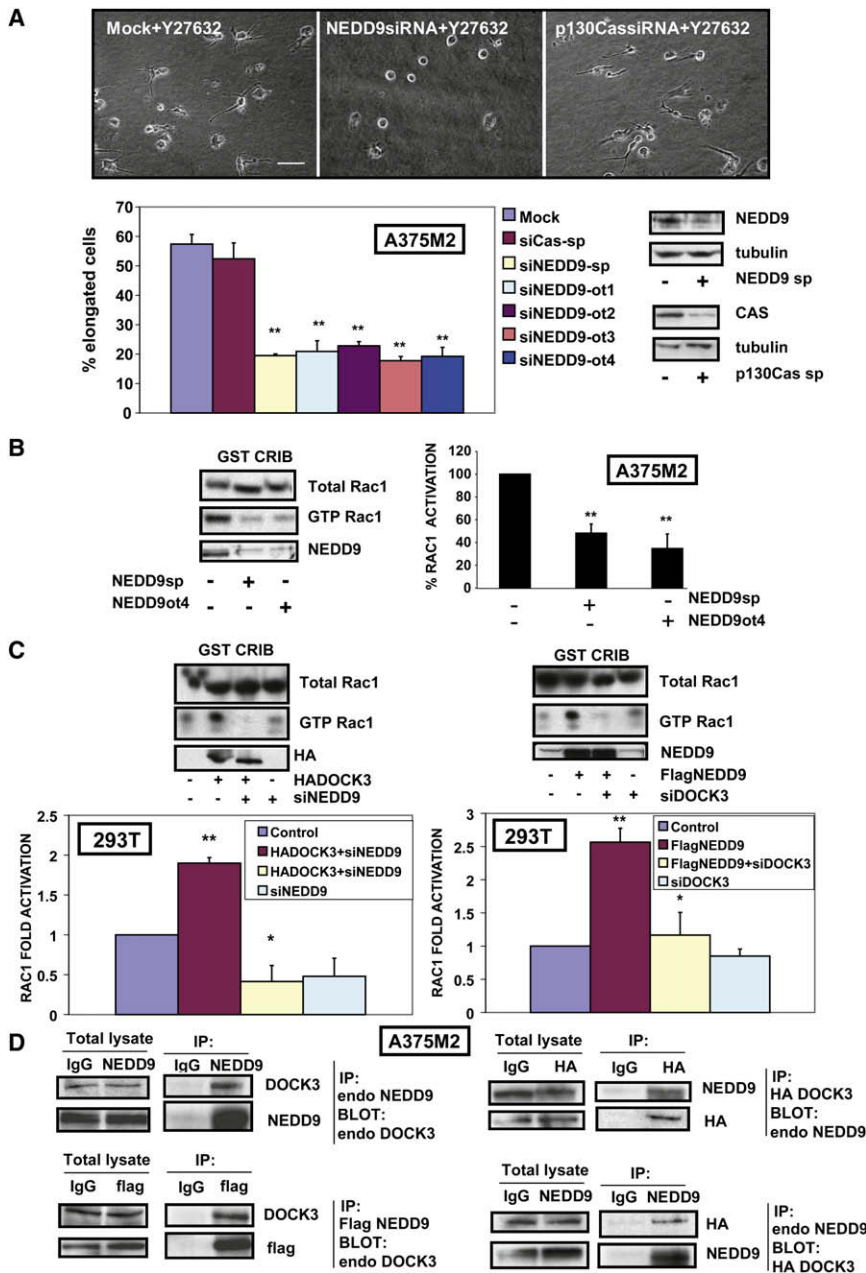 A
Mock+Y27632
NEDD9siRNA+Y27632
p130CassiRNA+Y27632
% elongated cells
70
60
50
40
30
20
10
0
**
**
**
**
**
A375M2
Mock
siCas-sp
siNEDD9-sp
siNEDD9-ot1
siNEDD9-ot2
siNEDD9-ot3
siNEDD9-ot4
NEDD9
tubulin
- + NEDD9 sp
CAS
tubulin
- + p130Cas sp
B
GST CRIB
Total Rac1
GTP Rac1
NEDD9
NEDD9sp - + -
NEDD9ot4 - - +
% RAC1 ACTIVATION
120
100
80
60
40
20
0
A375M2
**
**
- + - NEDD9sp
- - + NEDD9ot4
C
GST CRIB
Total Rac1
GTP Rac1
HA
- + + - HADOCK3
- - + + siNEDD9
293T
RAC1 FOLD ACTIVATION
2.5
2
1.5
1
0.5
0
**
*
Control
HADOCK3+siNEDD9
HADOCK3+siNEDD9
siNEDD9
GST CRIB
Total Rac1
GTP Rac1
NEDD9
- + + - FlagNEDD9
- - + + siDOCK3
293T
RAC1 FOLD ACTIVATION
3
2.5
2
1.5
1
0.5
0
**
*
Control
FlagNEDD9
FlagNEDD9+siDOCK3
siDOCK3
D
A375M2
Total lysate IP:
IgG NEDD9 IgG NEDD9
DOCK3
NEDD9
IP:
endo NEDD9
BLOT:
endo DOCK3
Total lysate IP:
IgG HA IgG HA
NEDD9
HA
IP:
HA DOCK3
BLOT:
endo NEDD9
Total lysate IP:
IgG flag IgG flag
DOCK3
flag
IP:
Flag NEDD9
BLOT:
endo DOCK3
Total lysate IP:
IgG NEDD9 IgG NEDD9
HA
NEDD9
IP:
endo NEDD9
BLOT:
HA DOCK3